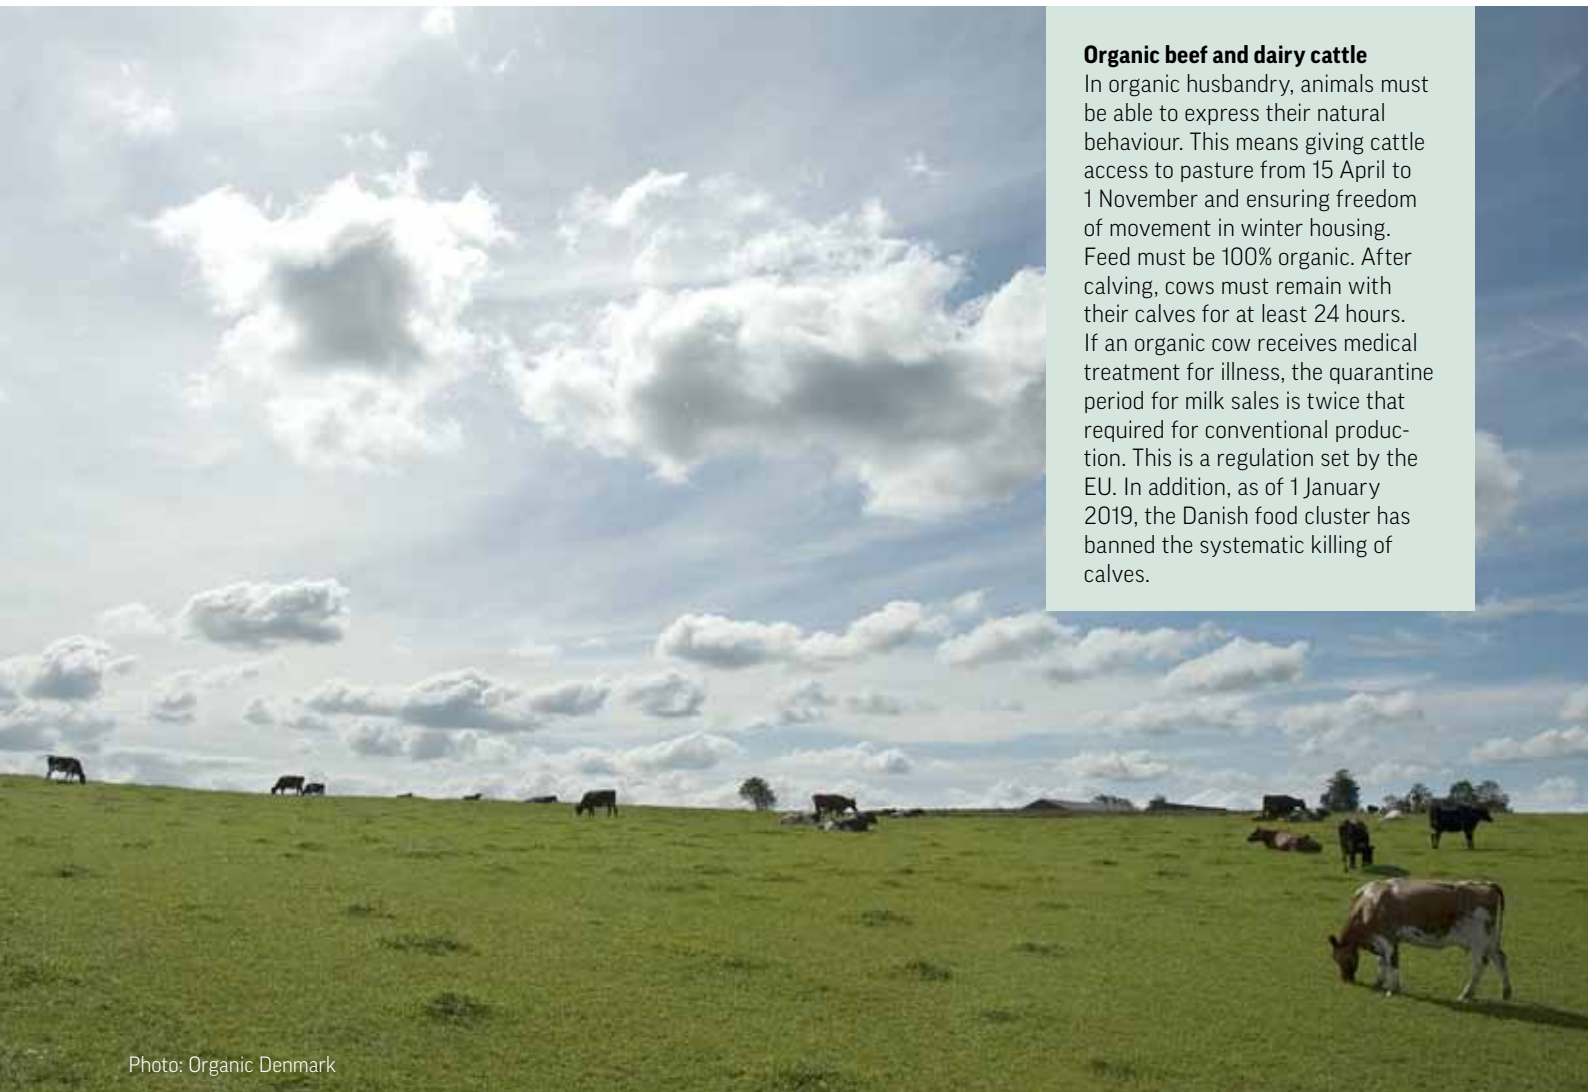 Organic beef and dairy cattle
In organic husbandry, animals must
be able to express their natural
behaviour. This means giving cattle
access to pasture from 15 April to
1 November and ensuring freedom
of movement in winter housing.
Feed must be 100% organic. After
calving, cows must remain with
their calves for at least 24 hours.
If an organic cow receives medical
treatment for illness, the quarantine
period for milk sales is twice that
required for conventional produc-
tion. This is a regulation set by the
EU. In addition, as of 1 January
2019, the Danish food cluster has
banned the systematic killing of
calves.
Photo: Organic Denmark